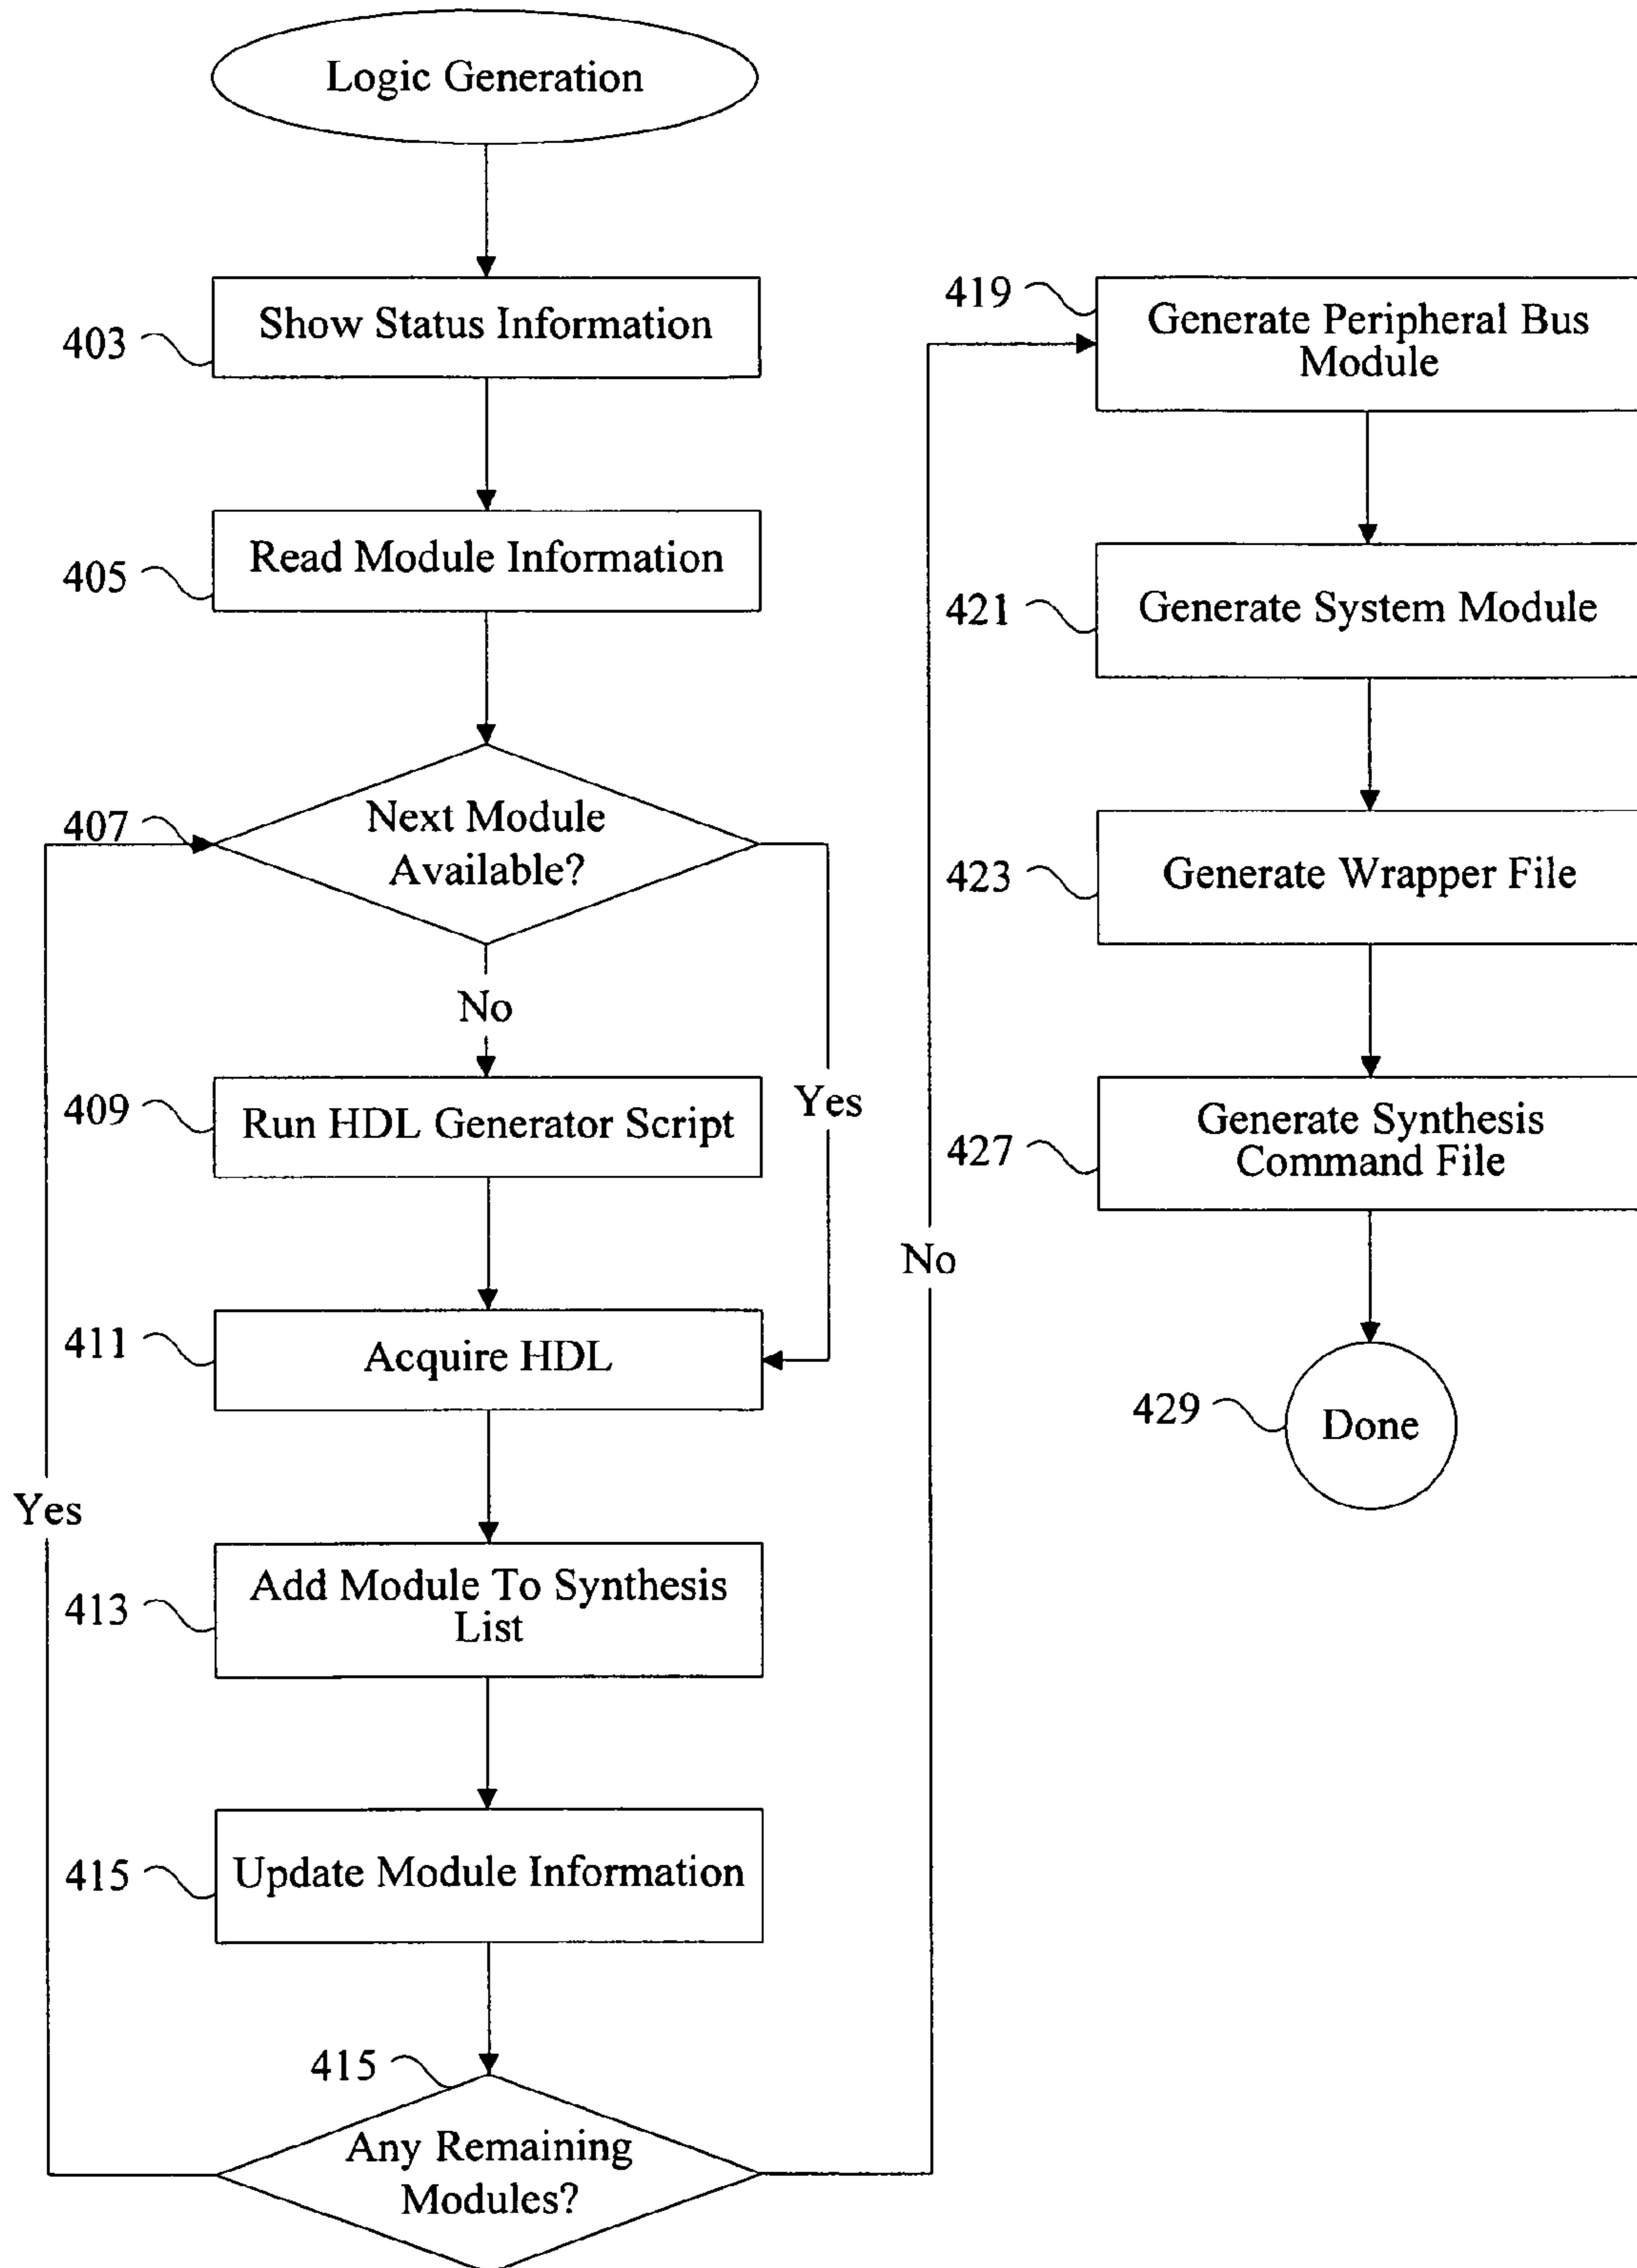 Logic Generation
403
Show Status Information
405
Read Module Information
407
Next Module
Available?
No
Yes
409
Run HDL Generator Script
411
Acquire HDL
413
Add Module To Synthesis
List
415
Update Module Information
415
Any Remaining
Modules?
Yes
No
419
Generate Peripheral Bus
Module
421
Generate System Module
423
Generate Wrapper File
427
Generate Synthesis
Command File
429
Done